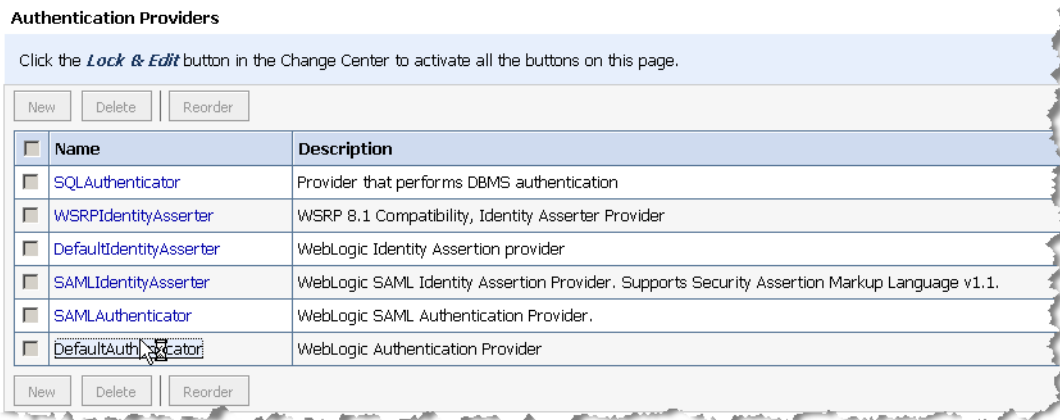 Authentication Providers
Click the Lock & Edit button in the Change Center to activate all the buttons on this page.
New Delete Reorder
Name Description
SQLAuthenticator Provider that performs DBMS authentication
WSRPIdentityAsserter WSRP 8.1 Compatibility, Identity Asserter Provider
DefaultIdentityAsserter WebLogic Identity Assertion provider
SAMLIdentityAsserter WebLogic SAML Identity Assertion Provider. Supports Security Assertion Markup Language v1.1.
SAMLAuthenticator WebLogic SAML Authentication Provider.
DefaultAuthenticator WebLogic Authentication Provider
New Delete Reorder